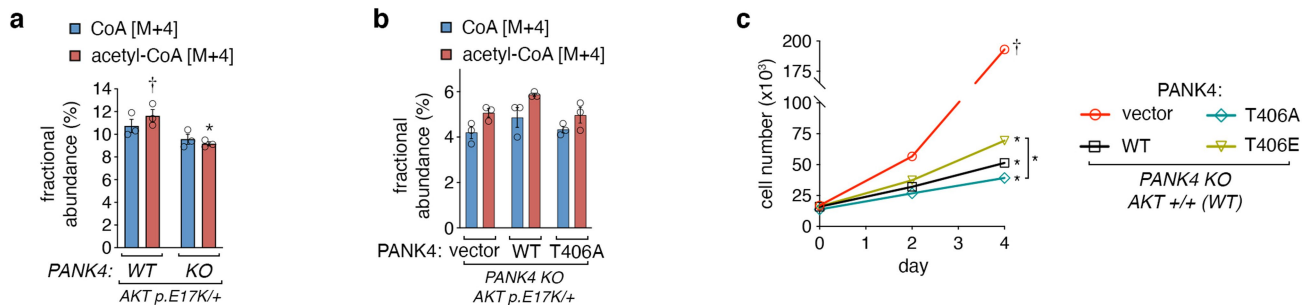 a
CoA [M+4]
acetyl-CoA [M+4]
fractional
abundance (%)
14
12
10
8
6
4
2
0
†
*
PANK4: WT KO
AKT p.E17K/+
b
CoA [M+4]
acetyl-CoA [M+4]
fractional
abundance (%)
6
4
2
0
PANK4: vector WT T406A
PANK4 KO
AKT p.E17K/+
c
cell number (x10³)
200
175
100
75
50
25
0
†
*
*
*
*
0 1 2 3 4
day
PANK4:
vector T406A
WT T406E
PANK4 KO
AKT +/+ (WT)